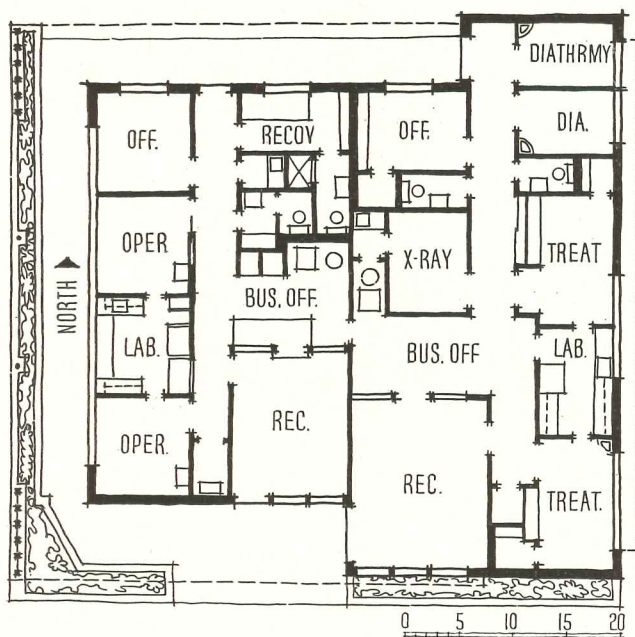 DIATHRMY
OFF.
RECOV
OFF.
DIA.
OPER
X-RAY
TREAT
NORTH
BUS. OFF.
LAB.
BUS. OFF
LAB.
REC.
OPER.
REC.
TREAT.
0 5 10 15 20